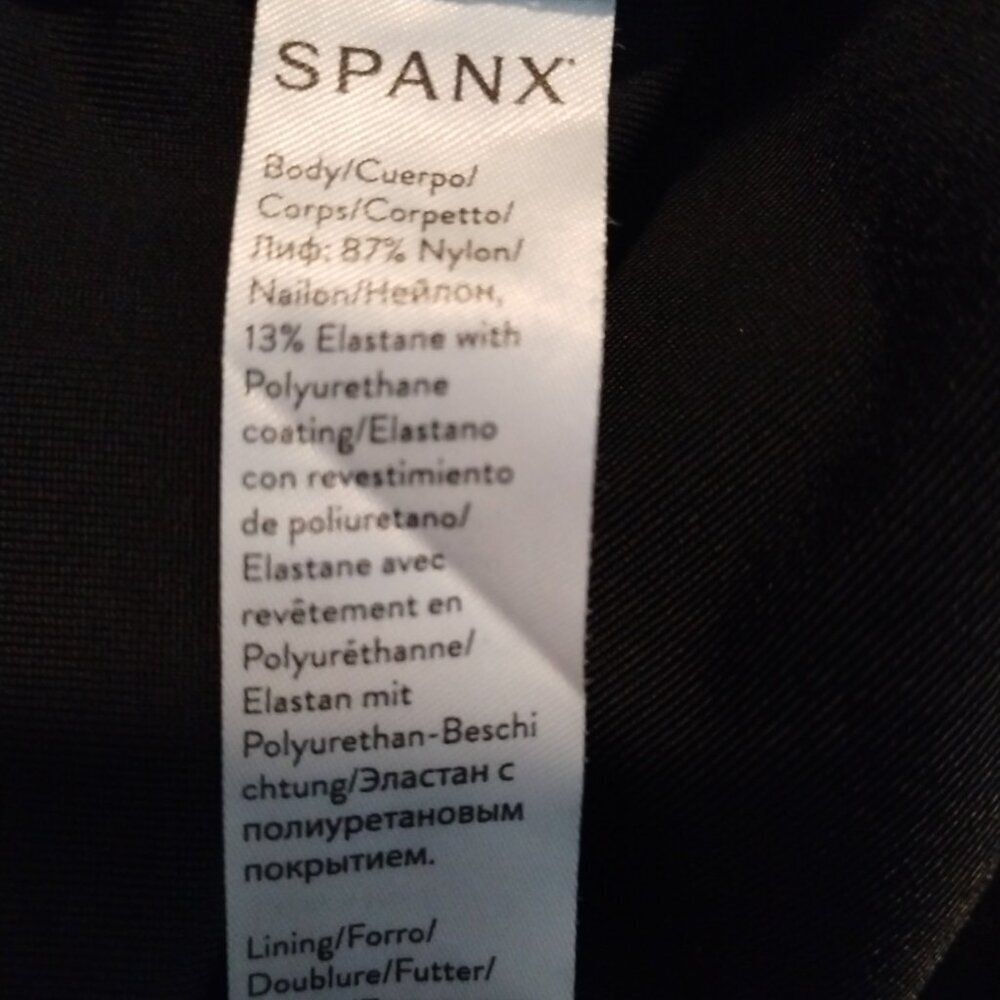 SPANX
Body/Cuerpo/
Corps/Corpetto/
Лиф: 87% Nylon/
Nailon/Нейлон,
13% Elastane with
Polyurethane
coating/Elastano
con revestimiento
de poliuretano/
Elastane avec
revêtement en
Polyuréthanne/
Elastan mit
Polyurethan-Beschi
chtung/Эластан с
полиуретановым
покрытием.
Lining/Forro/
Doublure/Futter/